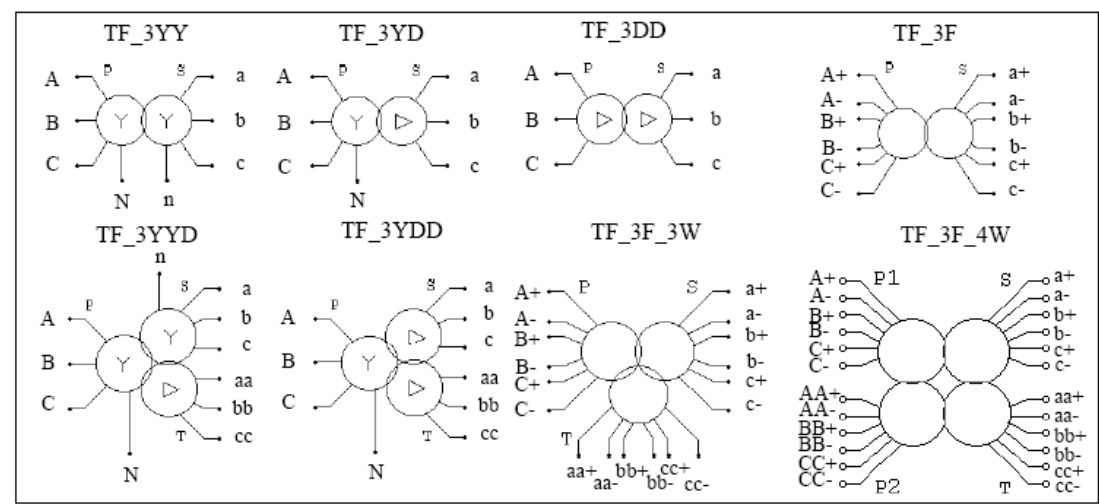 TF_3YY
TF_3YD
TF_3DD
TF_3F
A P S a
B Y Y b
C c
N n
A P S a
B Y b
C c
N
A P S a
B b
C c
A+ P S a+
A- a-
B+ b+
B- b-
C+ c+
C- c-
TF_3YYD
TF_3YDD
TF_3F_3W
TF_3F_4W
n
P S a
A Y b
c
B Y aa
C bb
T cc
N
P S a
A b
c
B Y aa
C bb
T cc
N
A+ P S a+
A- a-
B+ b+
B- b-
C+ c+
C- c-
T
aa+ bb+ cc+
aa- bb- cc-
A+ P1 S a+
A- a-
B+ b+
B- b-
C+ c+
C- c-
AA+ aa+
AA- aa-
BB+ bb+
BB- bb-
CC+ cc+
CC- P2 T cc-